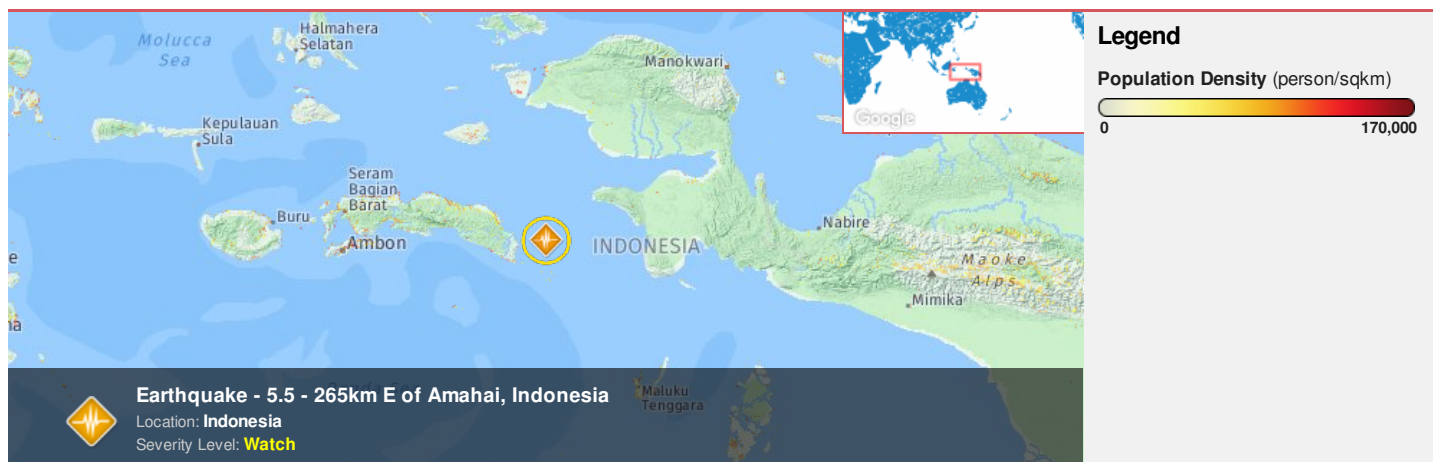 Halmahera
Selatan
Molucca
Sea
Manokwari
Kepulauan
Sula
Seram
Bagian
Barat
Buru
Ambon
INDONESIA
Nabire
Maoke
Alps
Mimika
Maluku
Tenggara
e
na
Google
Legend
Population Density (person/sqkm)
0 170,000
Earthquake - 5.5 - 265km E of Amahai, Indonesia
Location: Indonesia
Severity Level: Watch